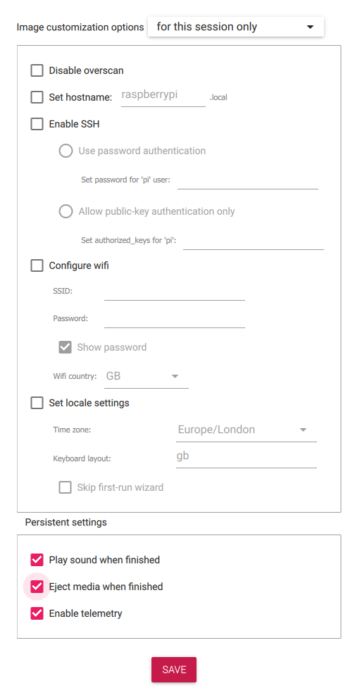 Image customization options for this session only
Disable overscan
Set hostname: raspberrypi .local
Enable SSH
Use password authentication
Set password for 'pi' user:
Allow public-key authentication only
Set authorized_keys for 'pi':
Configure wifi
SSID:
Password:
Show password
Wifi country: GB
Set locale settings
Time zone: Europe/London
Keyboard layout: gb
Skip first-run wizard
Persistent settings
Play sound when finished
Eject media when finished
Enable telemetry
SAVE